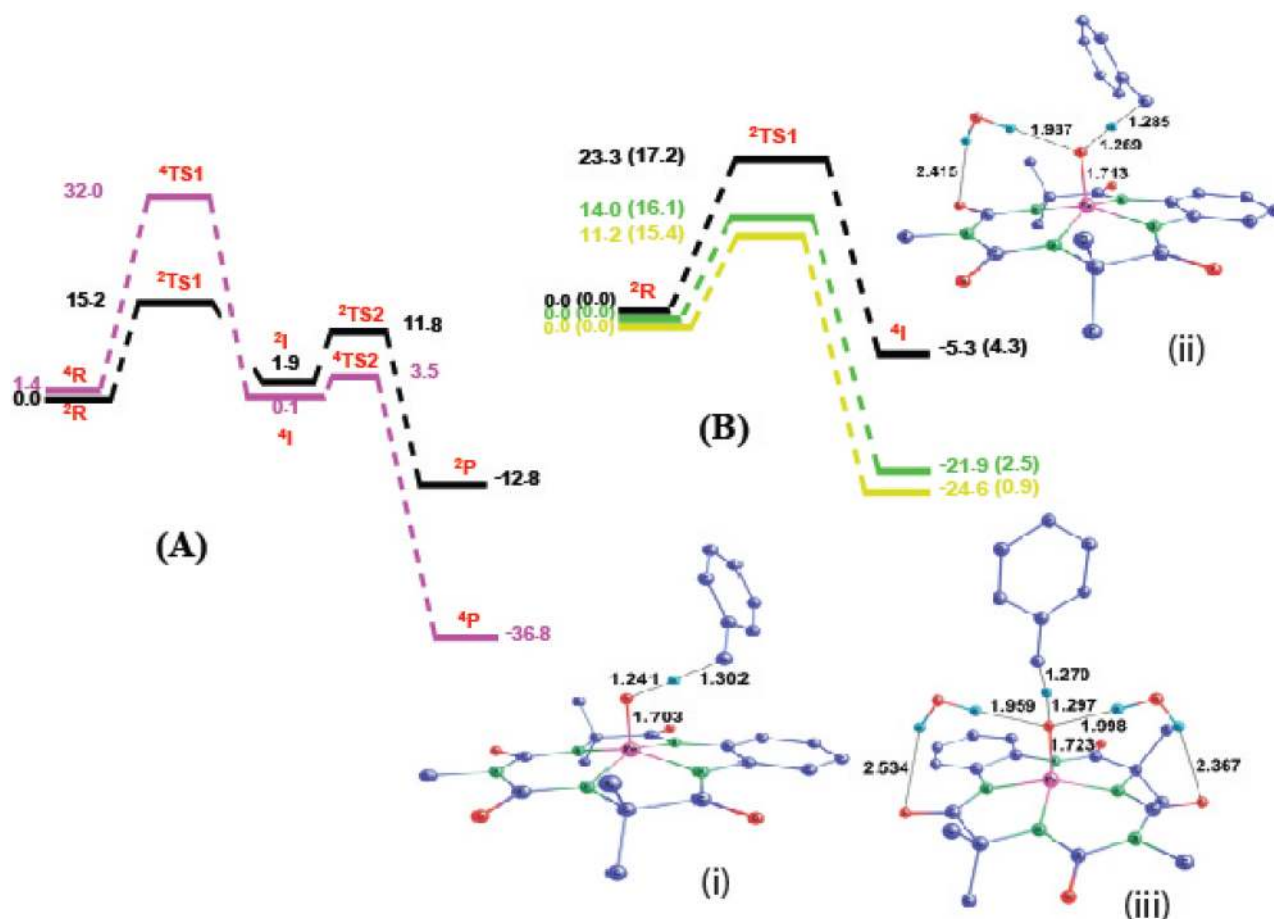 ⁴TS1
32.0
²TS1
15.2
²I
1.9
²TS2
11.8
⁴TS2
3.5
⁴R
1.4
0.0
²R
0.1
⁴I
²P
-12.8
(A)
⁴P
-36.8
²TS1
23.3 (17.2)
14.0 (16.1)
11.2 (15.4)
²R
0.0 (0.0)
0.0 (0.0)
0.0 (0.0)
⁴I
-5.3 (4.3)
(B)
-21.9 (2.5)
-24.6 (0.9)
1.937
1.285
1.269
2.415
1.713
(ii)
1.241
1.302
1.703
(i)
1.270
1.959
1.297
1.998
1.723
2.534
2.367
(iii)